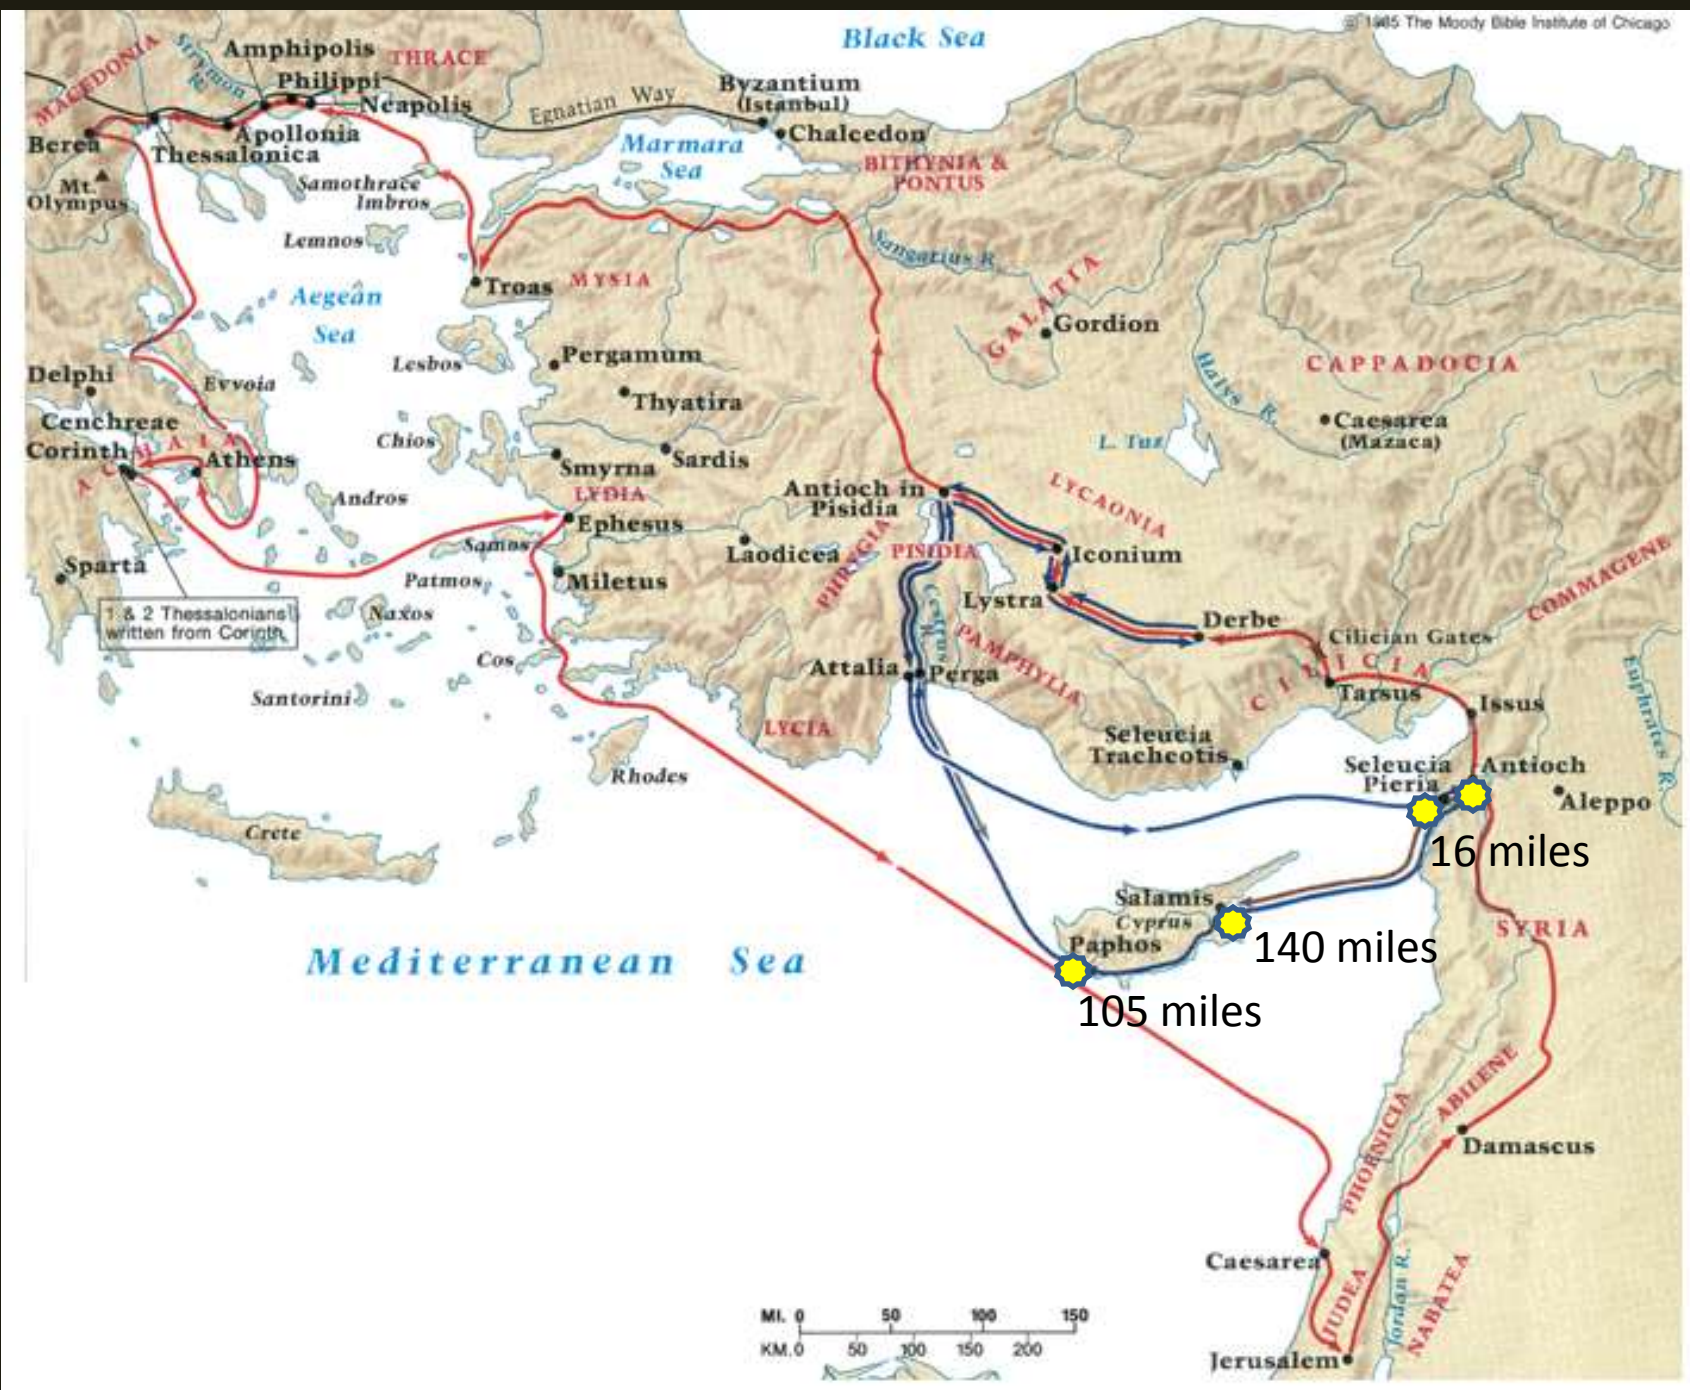 © 1985 The Moody Bible Institute of Chicago
Black Sea
MACEDONIA
Strymon
R.
Amphipolis
THRACE
Philippi
Neapolis
Egnatian Way
Byzantium
(Istanbul)
Chalcedon
Berea
Apollonia
Thessalonica
Marmara
Sea
BITHYNIA &
PONTUS
Mt.
Olympus
Samothrace
Imbros
Lemnos
Sangarius R.
Troas
MYSIA
Aegean
Sea
GALATIA
Gordion
Lesbos
Pergamum
Halys R.
CAPPADOCIA
Delphi
Evvoia
Thyatira
Caesarea
(Mazaca)
Cenchreae
Corinth
ACHAIA
Athens
Chios
Smyrna
Sardis
L. Tuz
Andros
LYDIA
Ephesus
Antioch in
Pisidia
LYCAONIA
Samos
Laodicea
PHRYGIA
PISIDIA
Iconium
COMMAGENE
Sparta
Patmos
Miletus
Cestrus
R.
Lystra
Derbe
1 & 2 Thessalonians
written from Corinth
Naxos
Cilician Gates
Cos
Attalia
Perga
PAMPHYLIA
CILICIA
Tarsus
Euphrates R.
Santorini
LYCIA
Issus
Seleucia
Tracheotis
Rhodes
Seleucia
Pieria
Antioch
Aleppo
Crete
16 miles
Salamis
Cyprus
Paphos
140 miles
SYRIA
Mediterranean Sea
105 miles
ABILENE
PHOENICIA
Damascus
Caesarea
JUDEA
Jordan R.
NABATEA
MI. 0 50 100 150
KM. 0 50 100 150 200
Jerusalem